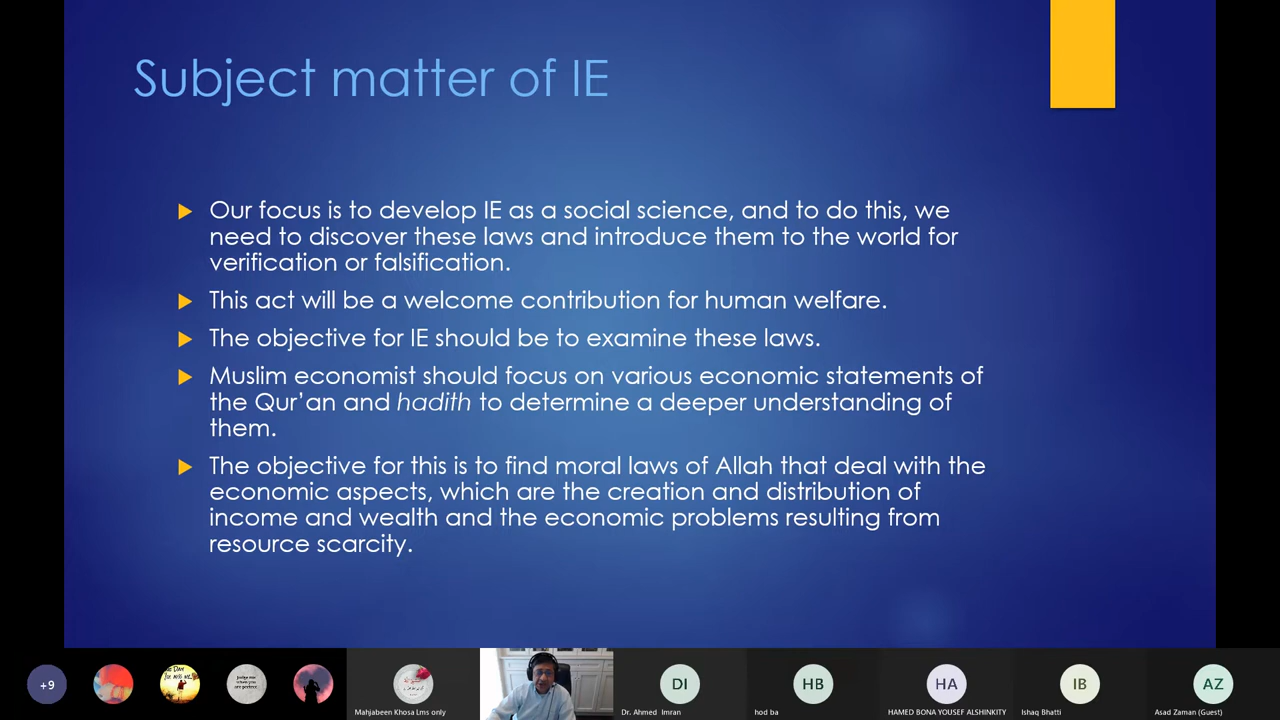 Subject matter of IE
Our focus is to develop IE as a social science, and to do this, we
need to discover these laws and introduce them to the world for
verification or falsification.
This act will be a welcome contribution for human welfare.
The objective for IE should be to examine these laws.
Muslim economist should focus on various economic statements of
the Qur’an and hadith to determine a deeper understanding of
them.
The objective for this is to find moral laws of Allah that deal with the
economic aspects, which are the creation and distribution of
income and wealth and the economic problems resulting from
resource scarcity.
+9
DI
HB
HA
IB
AZ
Mahjabeen Khosa Lms only
Dr. Ahmed Imran
hod ba
HAMED BONA YOUSEF ALSHINKITY
Ishaq Bhatti
Asad Zaman (Guest)